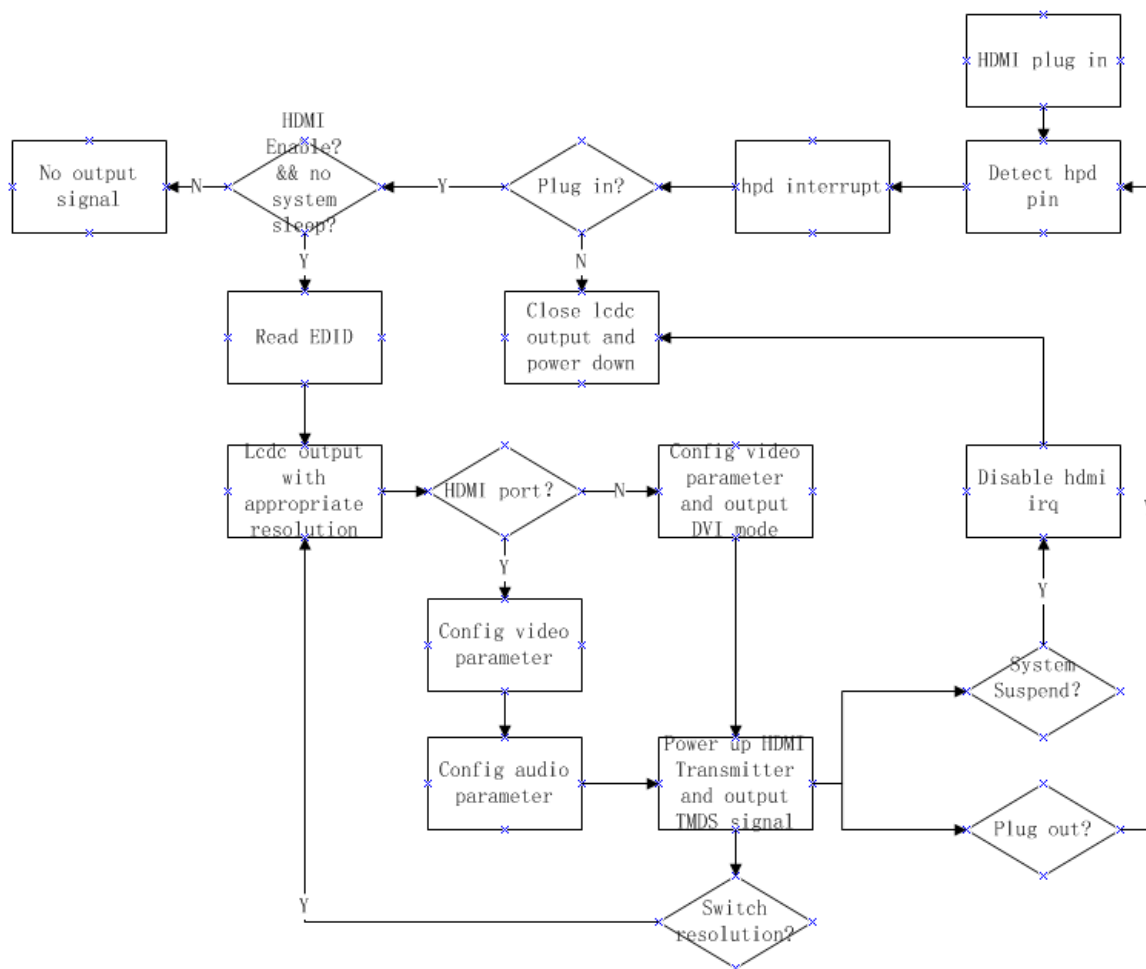 HDMI plug in
HDMI
Enable?
&& no
system
sleep?
No output
signal
N
Y
Plug in?
hpd interrupt
Detect hpd
pin
Y
N
Read EDID
Close lcdc
output and
power down
Lcdc output
with
appropriate
resolution
HDMI port?
N
Config video
parameter
and output
DVI mode
Disable hdmi
irq
Y
Config video
parameter
Y
System
Suspend?
Config audio
parameter
Power up HDMI
Transmitter
and output
TMDS signal
Plug out?
Y
Switch
resolution?